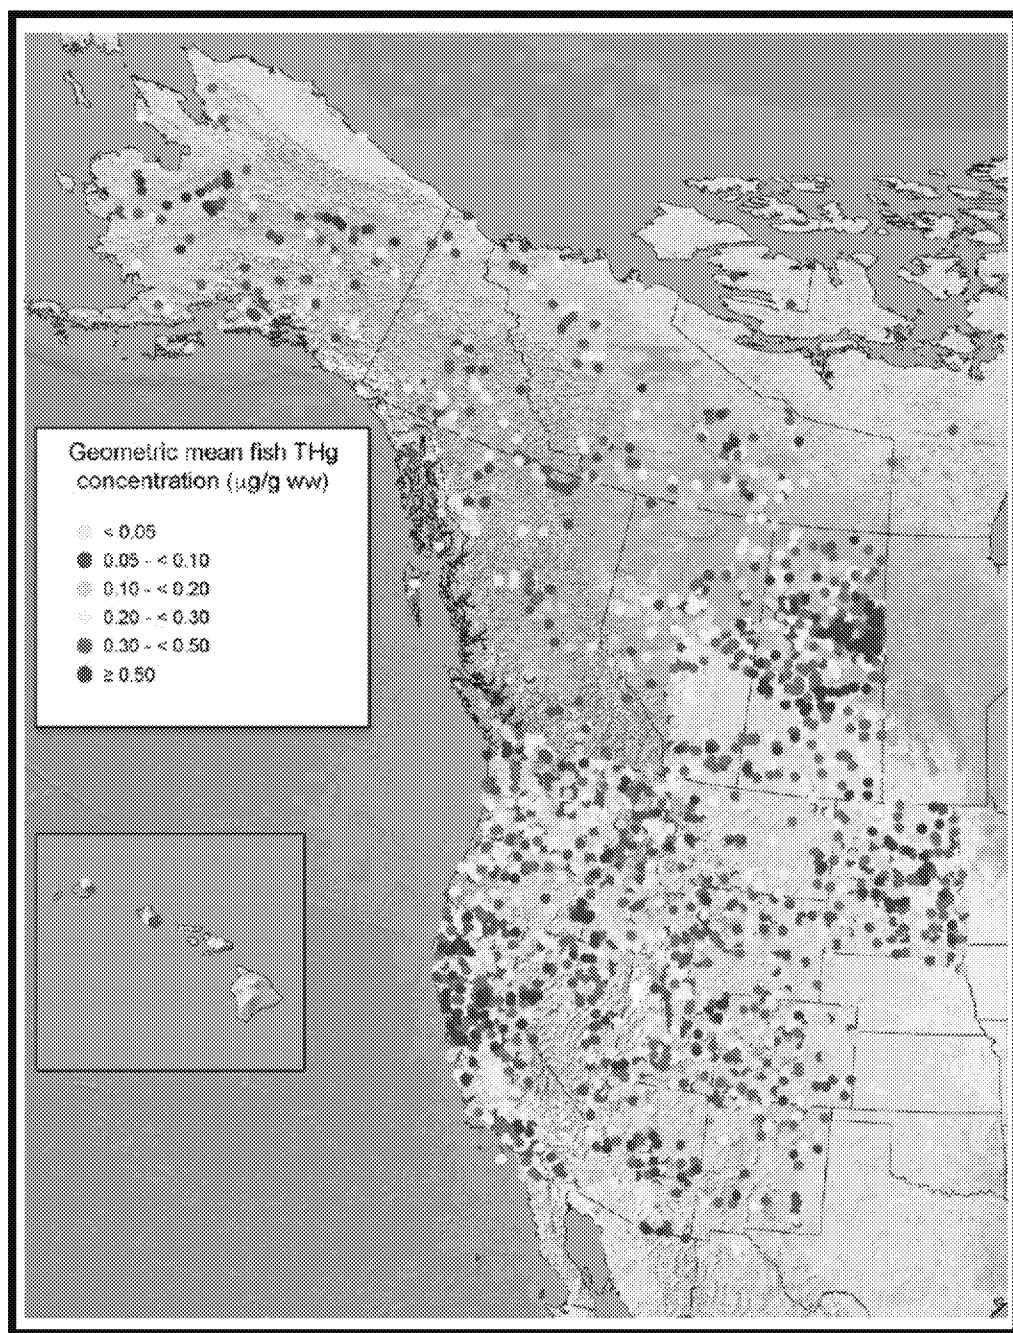 Geometric mean fish THg
concentration (µg/g ww)
< 0.05
0.05 - < 0.10
0.10 - < 0.20
0.20 - < 0.30
0.30 - < 0.50
≥ 0.50